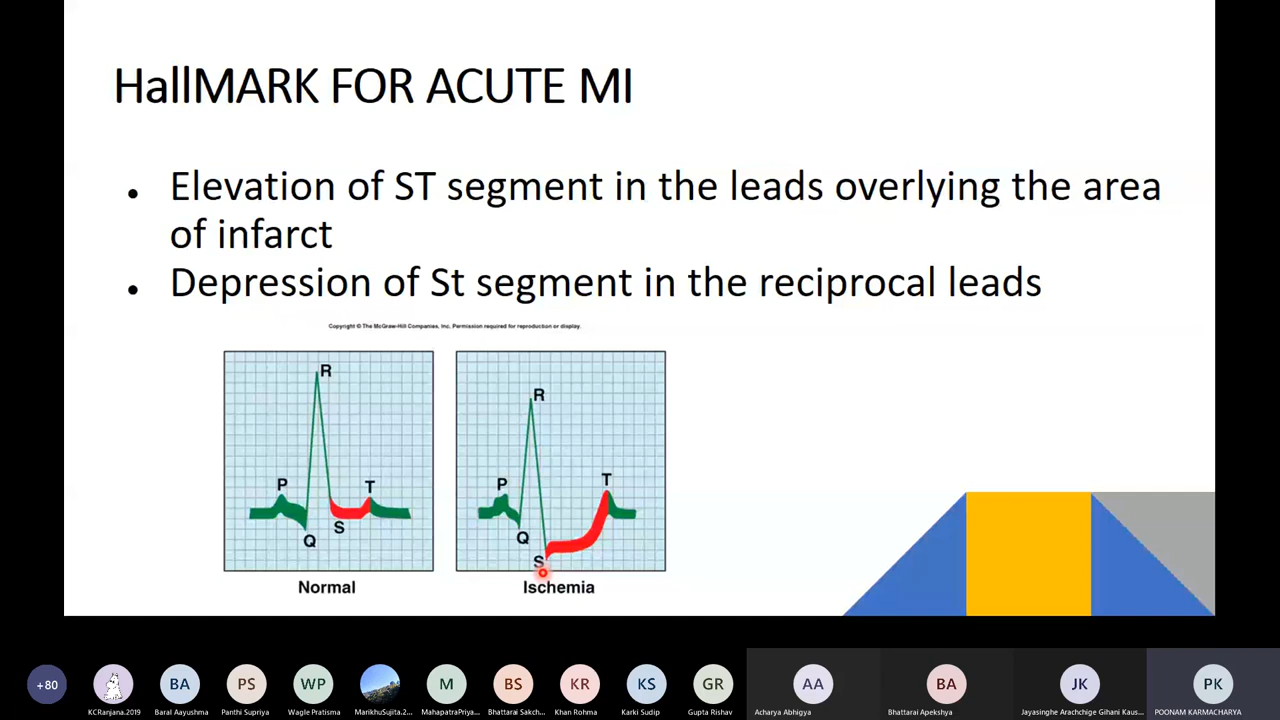 HallMARK FOR ACUTE MI
• Elevation of ST segment in the leads overlying the area
of infarct
• Depression of St segment in the reciprocal leads
Copyright © The McGraw-Hill Companies, Inc. Permission required for reproduction or display.
R
P
T
S
Q
Normal
R
P
T
Q
S
Ischemia
+80
BA
PS
WP
M
BS
KR
KS
GR
AA
BA
JK
PK
KCRanjana.2019
Baral Aayushma
Panthi Supriya
Wagle Pratisma
MarikhuSujita.2...
MahapatraPriya...
Bhattarai Sakch...
Khan Rohma
Karki Sudip
Gupta Rishav
Acharya Abhigya
Bhattarai Apekshya
Jayasinghe Arachchige Gihani Kaus...
POONAM KARMACHARYA